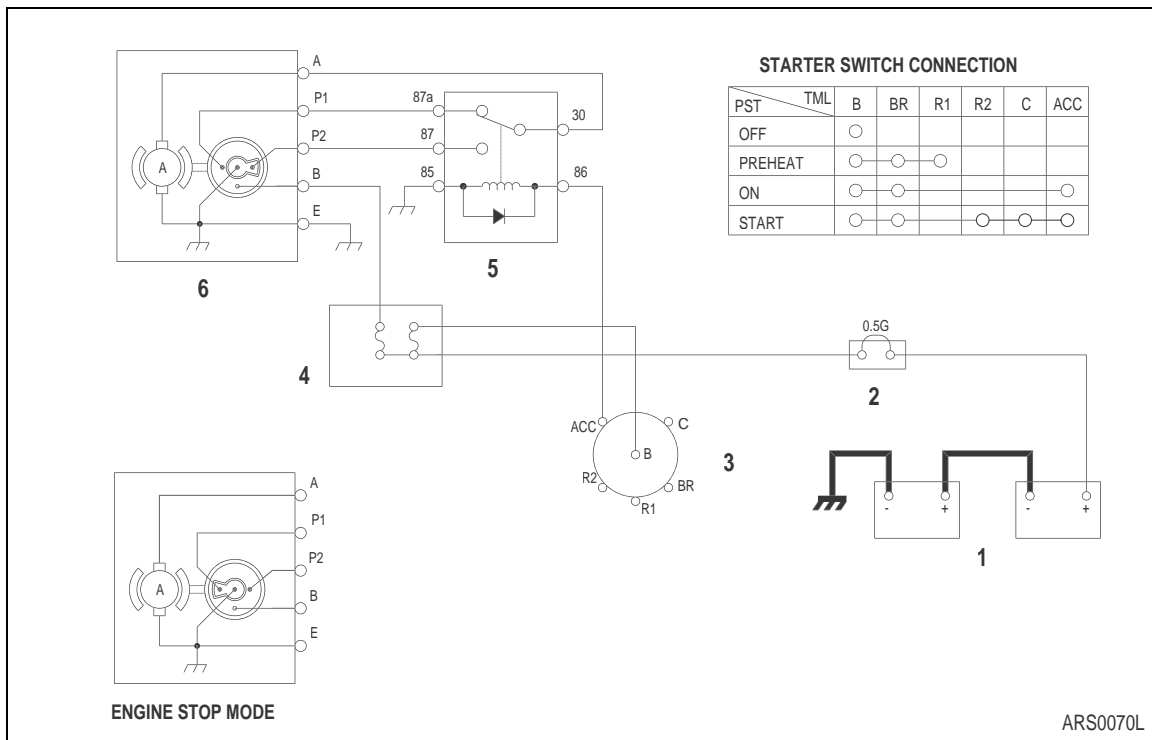 STARTER SWITCH CONNECTION
PST TML B BR R1 R2 C ACC
OFF
PREHEAT
ON
START
A
P1
P2
B
E
A
6
87a
87
85
30
86
5
4
0.5G
2
ACC
C
B
R2
BR
R1
3
- + - +
1
A
P1
P2
B
E
A
ENGINE STOP MODE
ARS0070L